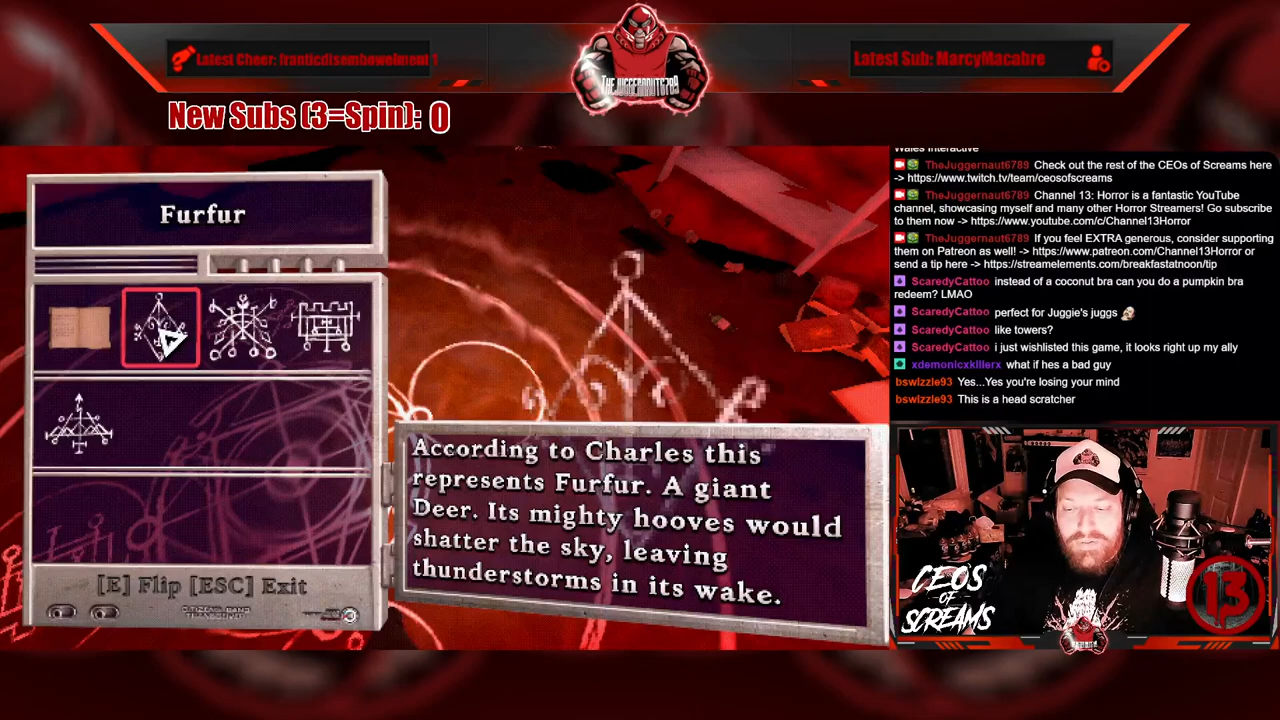 Latest Cheer: franticdisembowelment 1
THEJUGGERNAUT6789
Latest Sub: MarcyMacabre
New Subs (3=Spin): 0
Furfur
[E] Flip [ESC] Exit
According to Charles this
represents Furfur. A giant
Deer. Its mighty hooves would
shatter the sky, leaving
thunderstorms in its wake.
Wales Interactive
TheJuggernaut6789 Check out the rest of the CEOs of Screams here
-> https://www.twitch.tv/team/ceosofscreams
TheJuggernaut6789 Channel 13: Horror is a fantastic YouTube
channel, showcasing myself and many other Horror Streamers! Go subscribe
to them now -> https://www.youtube.com/c/Channel13Horror
TheJuggernaut6789 If you feel EXTRA generous, consider supporting
them on Patreon as well! -> https://www.patreon.com/Channel13Horror or
send a tip here -> https://streamelements.com/breakfastatnoon/tip
ScaredyCattoo instead of a coconut bra can you do a pumpkin bra
redeem? LMAO
ScaredyCattoo perfect for Juggie's juggs
ScaredyCattoo like towers?
ScaredyCattoo i just wishlisted this game, it looks right up my ally
xdemonicxkillerx what if hes a bad guy
bswizzle93 Yes...Yes you're losing your mind
bswizzle93 This is a head scratcher
CEOS
OF
SCREAMS
13